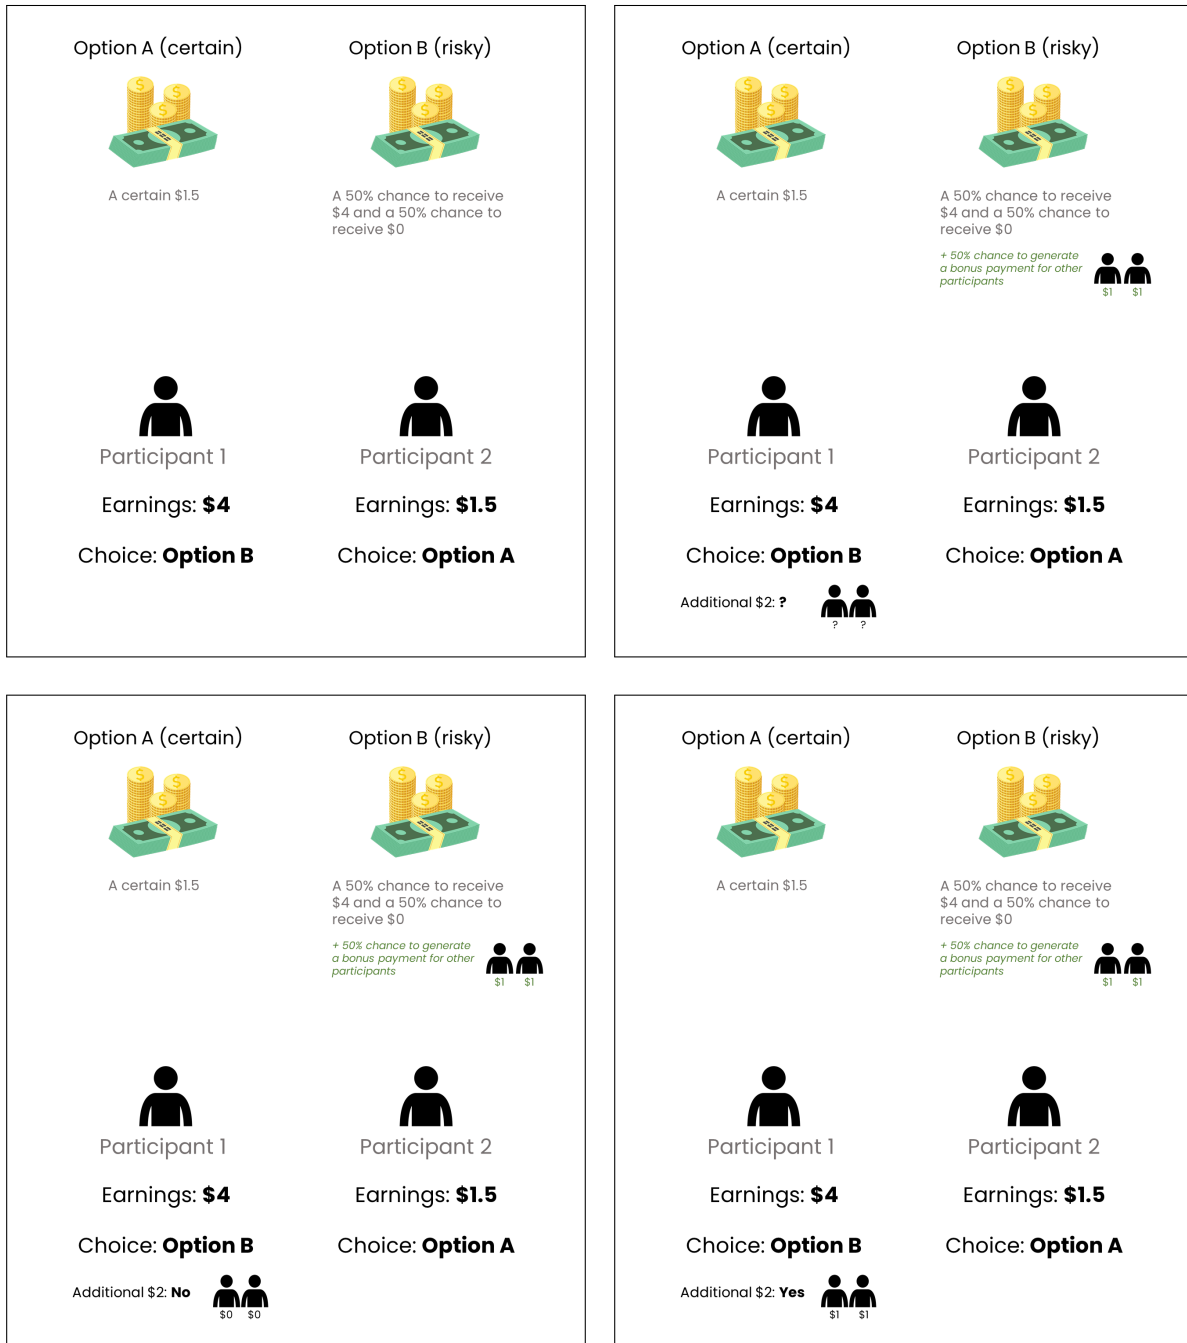 Option A (certain)
Option B (risky)
A certain $1.5
A 50% chance to receive
$4 and a 50% chance to
receive $0
Participant 1
Participant 2
Earnings: $4
Earnings: $1.5
Choice: Option B
Choice: Option A
Option A (certain)
Option B (risky)
A certain $1.5
A 50% chance to receive
$4 and a 50% chance to
receive $0
+ 50% chance to generate
a bonus payment for other
participants
$1 $1
Participant 1
Participant 2
Earnings: $4
Earnings: $1.5
Choice: Option B
Choice: Option A
Additional $2: ?
? ?
Option A (certain)
Option B (risky)
A certain $1.5
A 50% chance to receive
$4 and a 50% chance to
receive $0
+ 50% chance to generate
a bonus payment for other
participants
$1 $1
Participant 1
Participant 2
Earnings: $4
Earnings: $1.5
Choice: Option B
Choice: Option A
Additional $2: No
$0 $0
Option A (certain)
Option B (risky)
A certain $1.5
A 50% chance to receive
$4 and a 50% chance to
receive $0
+ 50% chance to generate
a bonus payment for other
participants
$1 $1
Participant 1
Participant 2
Earnings: $4
Earnings: $1.5
Choice: Option B
Choice: Option A
Additional $2: Yes
$1 $1